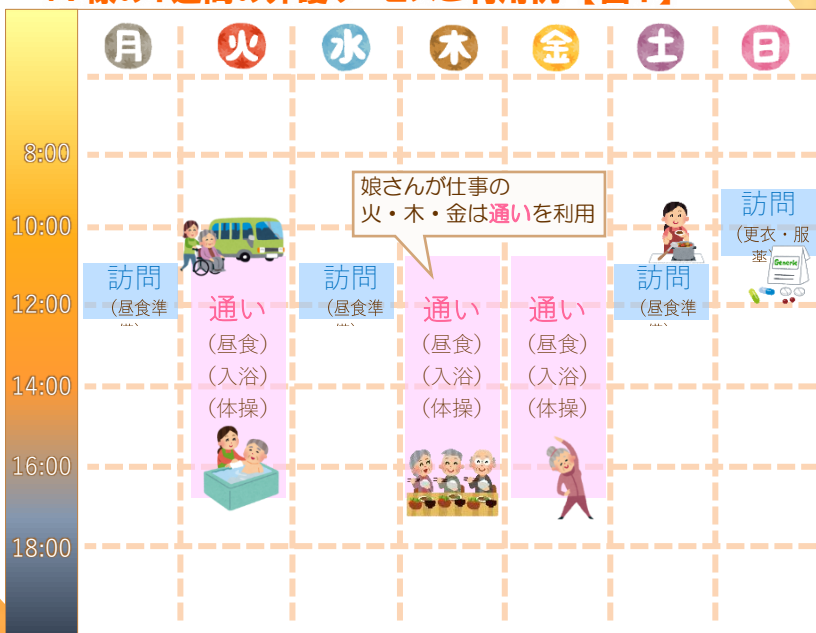 月 火 水 木 金 土 日
8:00
10:00
12:00
14:00
16:00
18:00
娘さんが仕事の
火・木・金は通いを利用
訪問
(昼食準
通い
(昼食)
(入浴)
(体操)
訪問
(昼食準
通い
(昼食)
(入浴)
(体操)
通い
(昼食)
(入浴)
(体操)
訪問
(昼食準
訪問
(更衣・服
薬
Generic